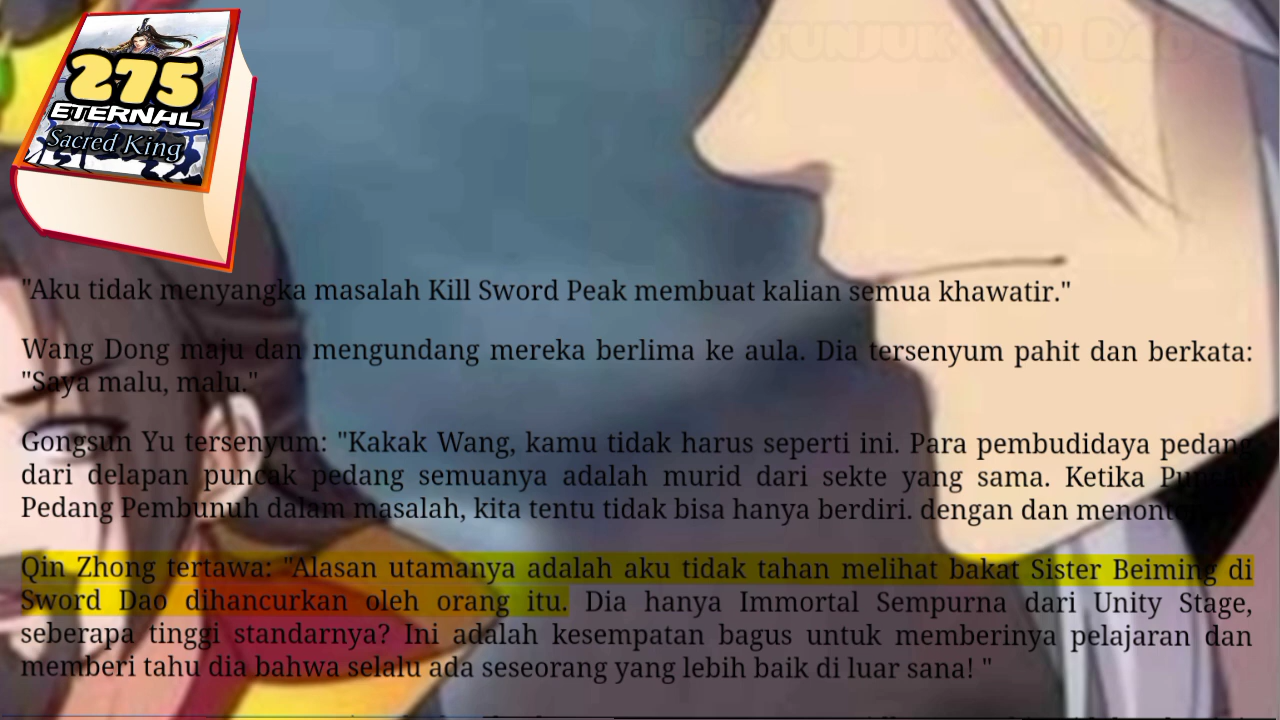 275
ETERNAL
Sacred King
"Aku tidak menyangka masalah Kill Sword Peak membuat kalian semua khawatir."
Wang Dong maju dan mengundang mereka berlima ke aula. Dia tersenyum pahit dan berkata:
"Saya malu, malu."
Gongsun Yu tersenyum: "Kakak Wang, kamu tidak harus seperti ini. Para pembudidaya pedang
dari delapan puncak pedang semuanya adalah murid dari sekte yang sama. Ketika
Pedang Pembunuh dalam masalah, kita tentu tidak bisa hanya berdiri. dengan dan
Qin Zhong tertawa: "Alasan utamanya adalah aku tidak tahan melihat bakat Sister Beiming di
Sword Dao dihancurkan oleh orang itu. Dia hanya Immortal Sempurna dari Unity Stage,
seberapa tinggi standarnya? Ini adalah kesempatan bagus untuk memberinya pelajaran dan
memberi tahu dia bahwa selalu ada seseorang yang lebih baik di luar sana! "